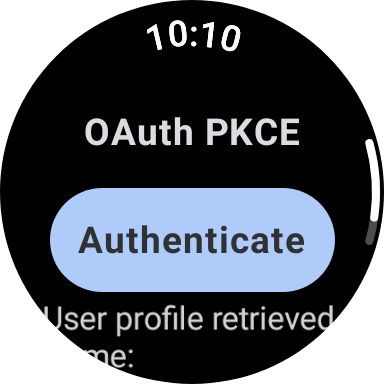 10:10
OAuth PKCE
Authenticate
User profile retrieved
me: